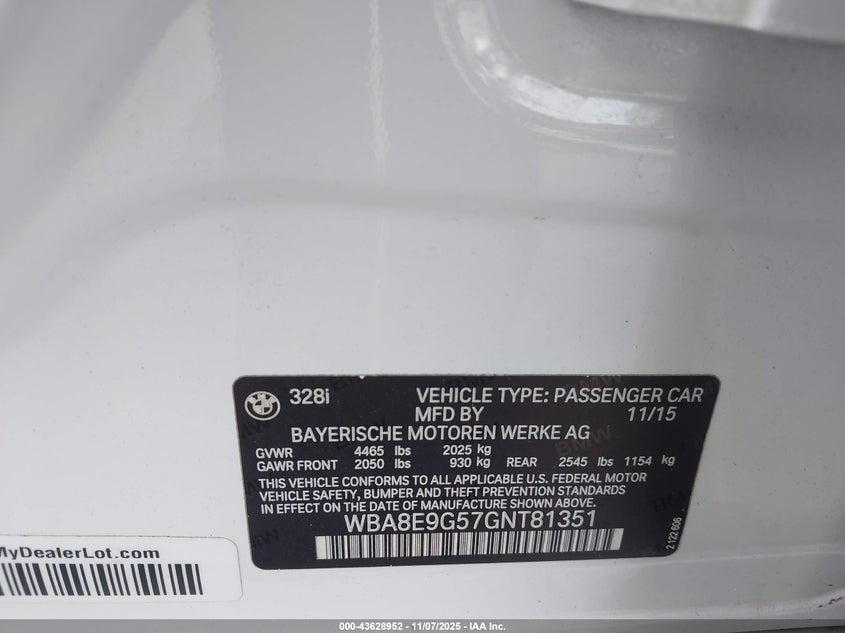 328i VEHICLE TYPE: PASSENGER CAR
MFD BY 11/15
BAYERISCHE MOTOREN WERKE AG
GVWR 4465 lbs 2025 kg
GAWR FRONT 2050 lbs 930 kg REAR 2545 lbs 1154 kg
THIS VEHICLE CONFORMS TO ALL APPLICABLE U.S. FEDERAL MOTOR
VEHICLE SAFETY, BUMPER AND THEFT PREVENTION STANDARDS
IN EFFECT ON THE DATE OF MANUFACTURE SHOWN ABOVE.
WBA8E9G57GNT81351
2 122 606
MyDealerLot.com
000-43628952 — 11/07/2025 — IAA Inc.